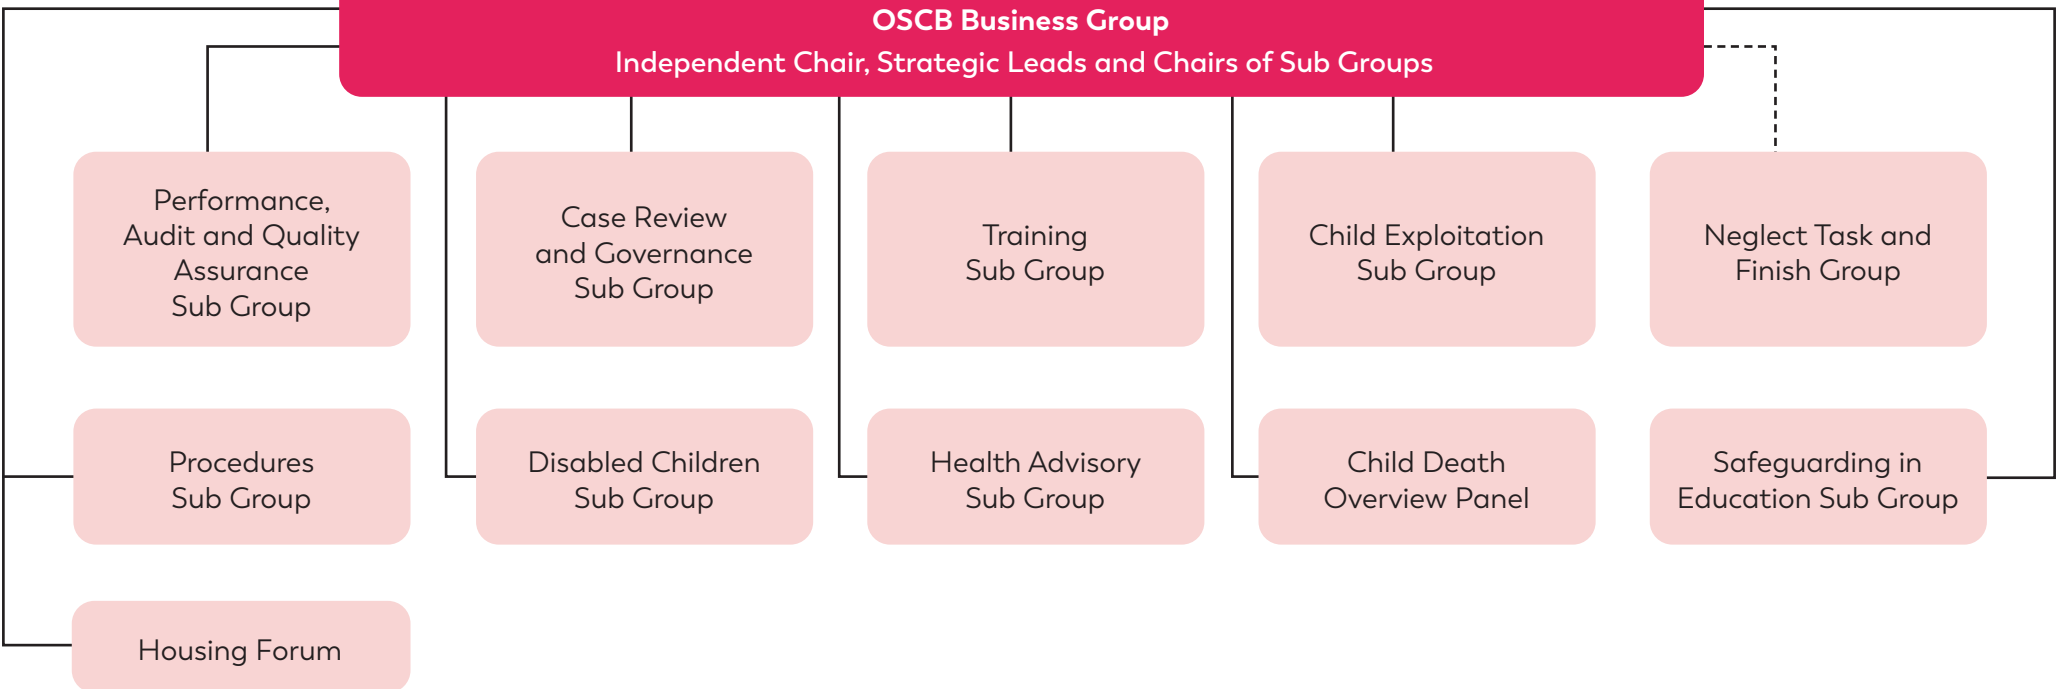 OSCB Business Group
Independent Chair, Strategic Leads and Chairs of Sub Groups
Performance,
Audit and Quality
Assurance
Sub Group
Case Review
and Governance
Sub Group
Training
Sub Group
Child Exploitation
Sub Group
Neglect Task and
Finish Group
Procedures
Sub Group
Disabled Children
Sub Group
Health Advisory
Sub Group
Child Death
Overview Panel
Safeguarding in
Education Sub Group
Housing Forum